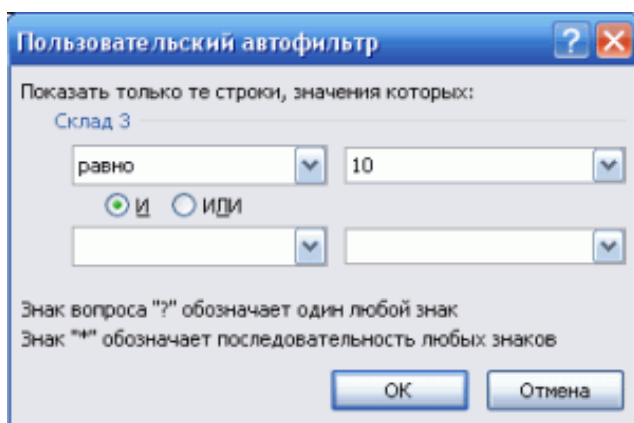 Пользовательский автофильтр
Показать только те строки, значения которых:
Склад 3
равно 10
И ИЛИ
Знак вопроса "?" обозначает один любой знак
Знак "*" обозначает последовательность любых знаков
ОК Отмена